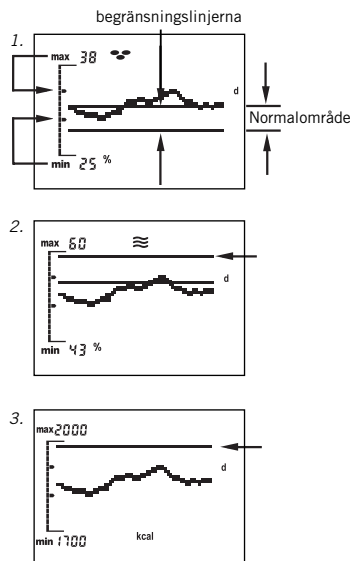 begränsningslinjerna
1.
max 38
d
Normalområde
min 25 %
2.
max 60
d
min 43 %
3.
max 2000
d
min 1700
kcal